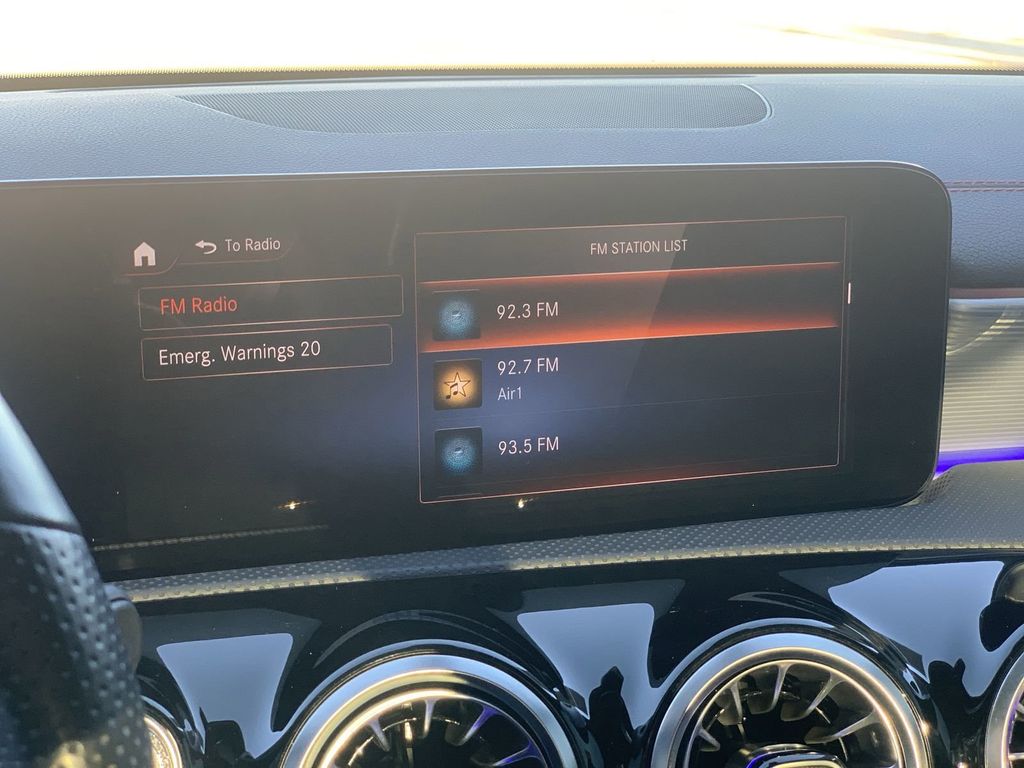 To Radio
FM Radio
Emerg. Warnings 20
FM STATION LIST
92.3 FM
92.7 FM
Air1
93.5 FM